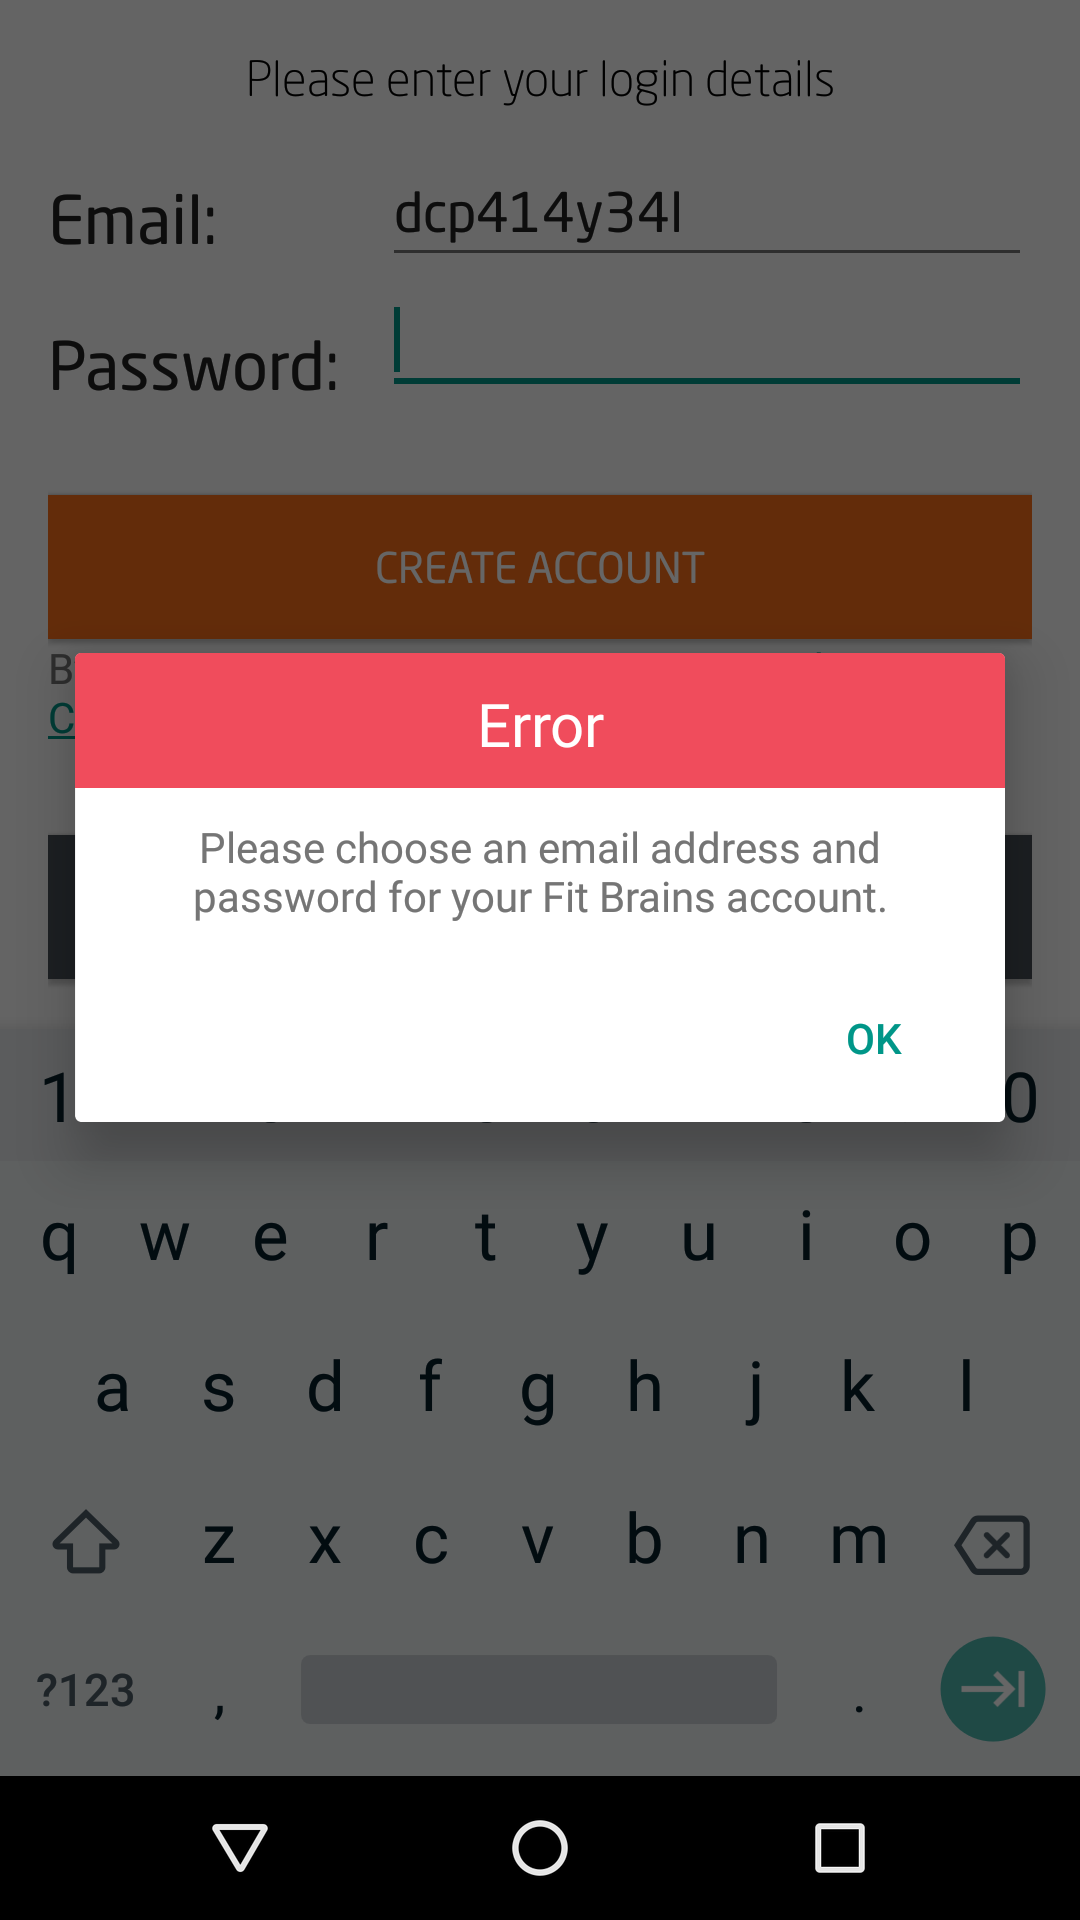 Please enter your login details
Email: dcp414y34l
Password:
CREATE ACCOUNT
Error
Please choose an email address and
password for your Fit Brains account.
OK
1 0
q w e r t y u i o p
a s d f g h j k l
z x c v b n m
?123 , .